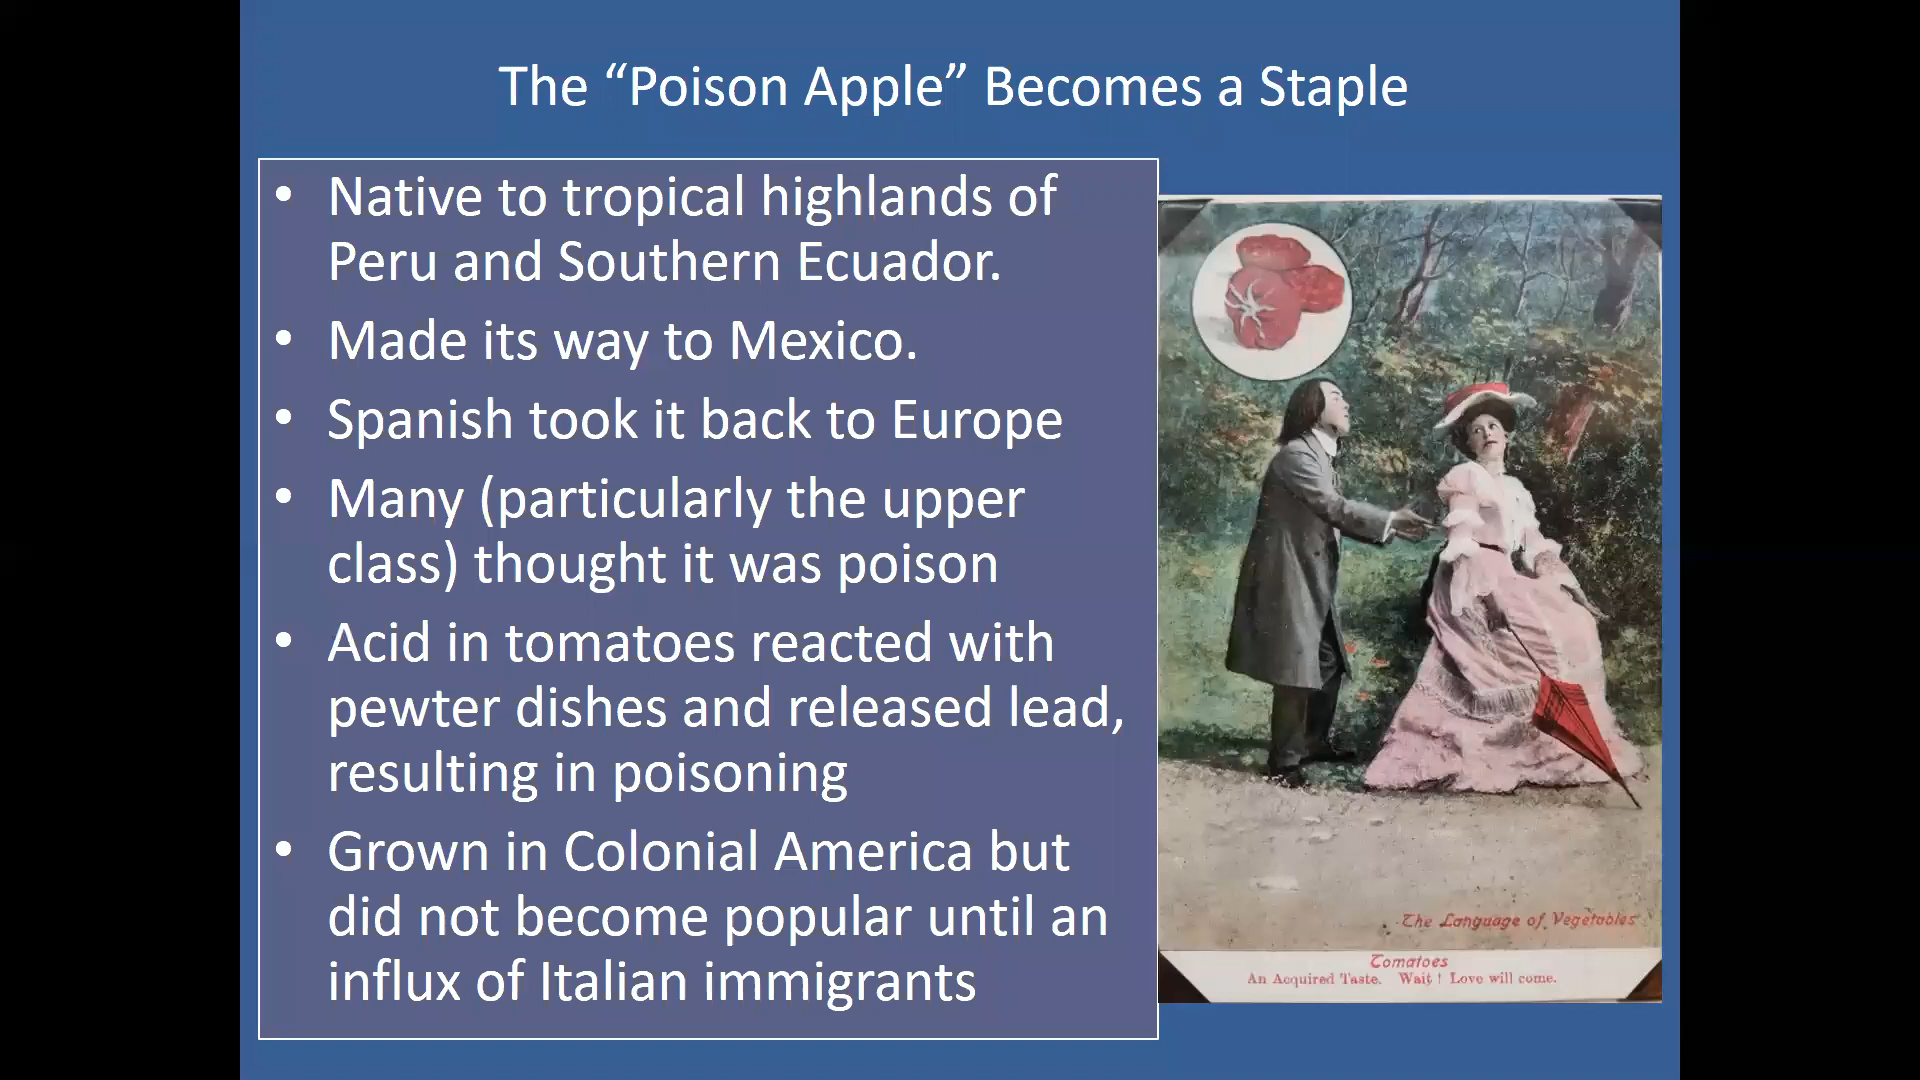 The “Poison Apple” Becomes a Staple
• Native to tropical highlands of
Peru and Southern Ecuador.
• Made its way to Mexico.
• Spanish took it back to Europe
• Many (particularly the upper
class) thought it was poison
• Acid in tomatoes reacted with
pewter dishes and released lead,
resulting in poisoning
• Grown in Colonial America but
did not become popular until an
influx of Italian immigrants
The Language of Vegetables
Tomatoes
An Acquired Taste. Wait! Love will come.